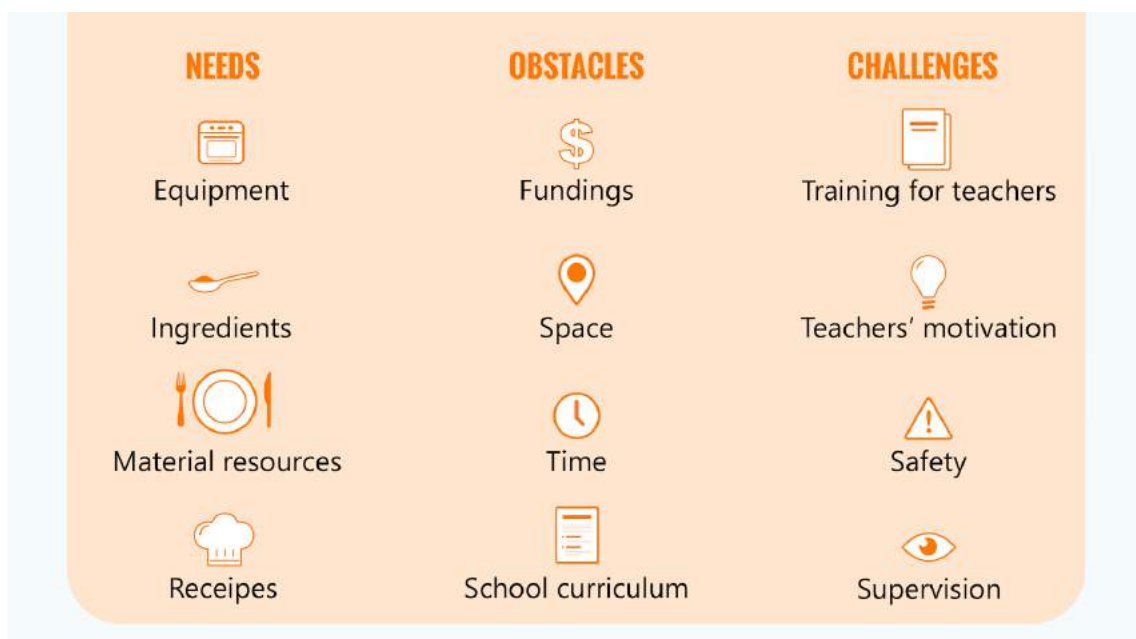 NEEDS OBSTACLES CHALLENGES
Equipment Fundings Training for teachers
Ingredients Space Teachers’ motivation
Material resources Time Safety
Receipes School curriculum Supervision